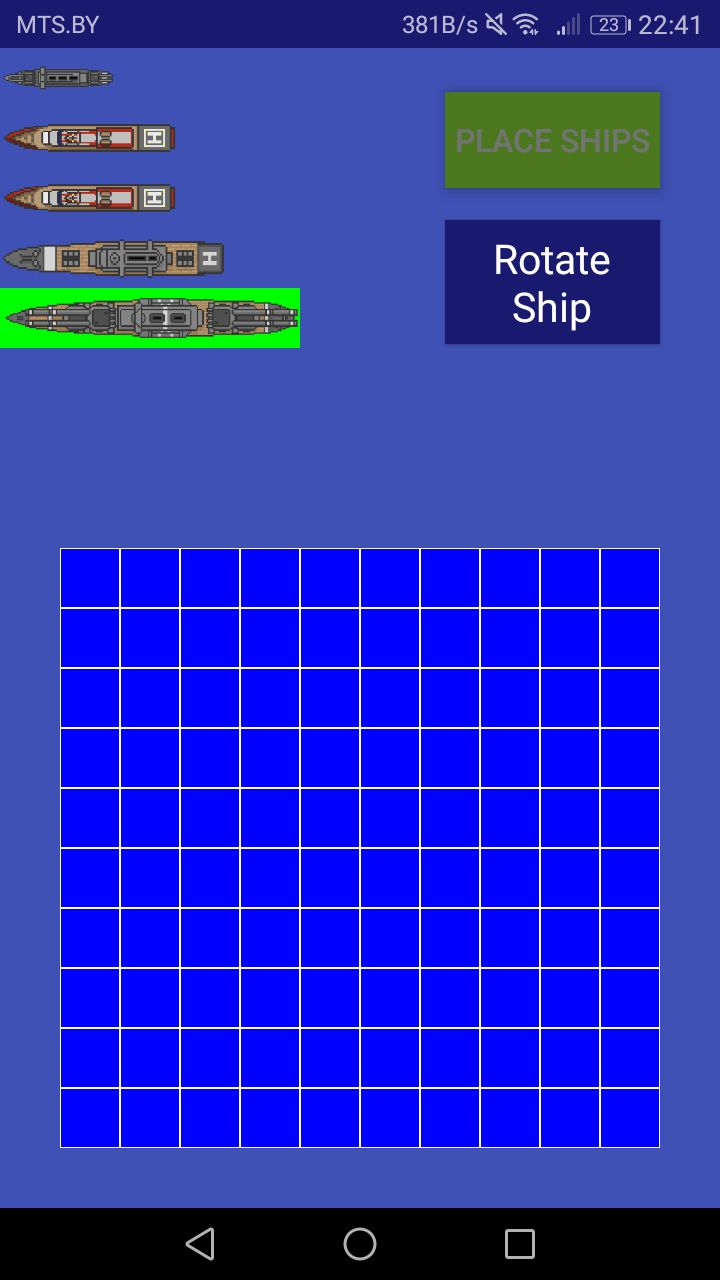 MTS.BY 381B/s 23 22:41
PLACE SHIPS
H
H
Rotate
Ship
H